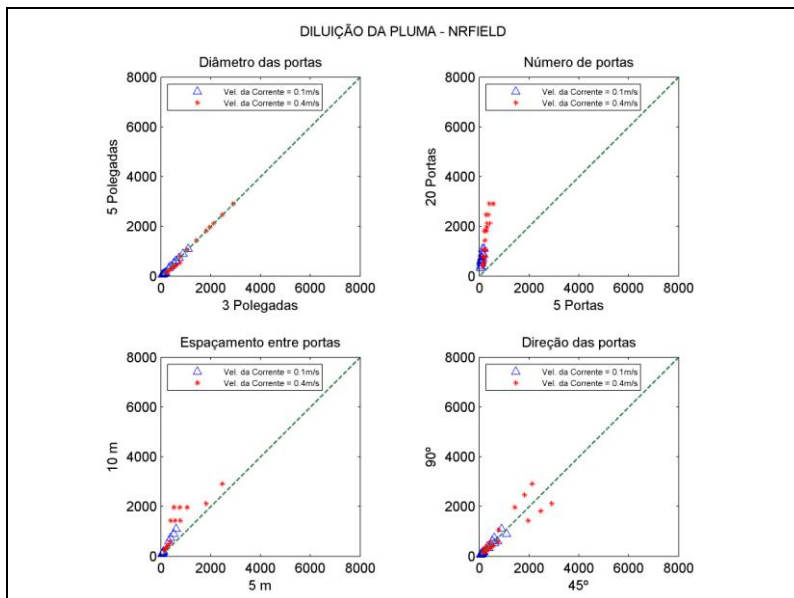 DILUIÇÃO DA PLUMA - NRFIELD
Diâmetro das portas
8000
6000
4000
2000
0
0 2000 4000 6000 8000
5 Polegadas
3 Polegadas
Vel. da Corrente = 0.1m/s
Vel. da Corrente = 0.4m/s
Número de portas
8000
6000
4000
2000
0
0 2000 4000 6000 8000
20 Portas
5 Portas
Vel. da Corrente = 0.1m/s
Vel. da Corrente = 0.4m/s
Espaçamento entre portas
8000
6000
4000
2000
0
0 2000 4000 6000 8000
10 m
5 m
Vel. da Corrente = 0.1m/s
Vel. da Corrente = 0.4m/s
Direção das portas
8000
6000
4000
2000
0
0 2000 4000 6000 8000
90º
45º
Vel. da Corrente = 0.1m/s
Vel. da Corrente = 0.4m/s